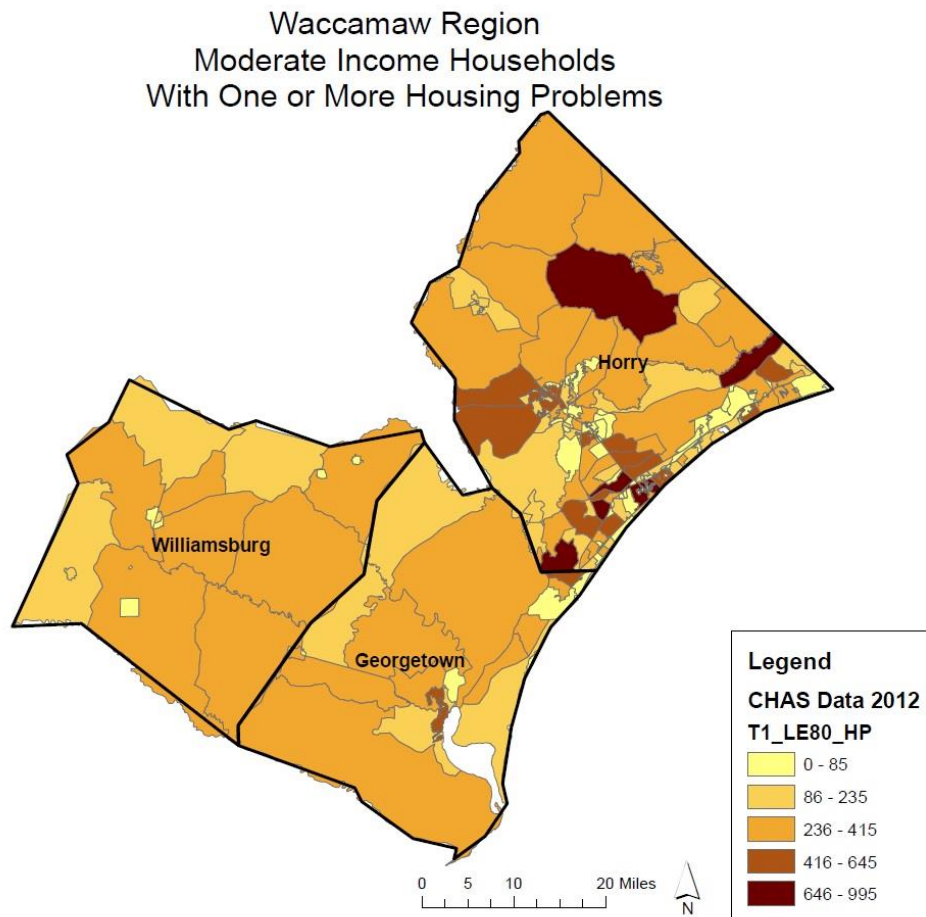 Waccamaw Region
Moderate Income Households
With One or More Housing Problems
Horry
Williamsburg
Georgetown
Legend
CHAS Data 2012
T1_LE80_HP
0 - 85
86 - 235
236 - 415
416 - 645
646 - 995
0 5 10 20 Miles
N